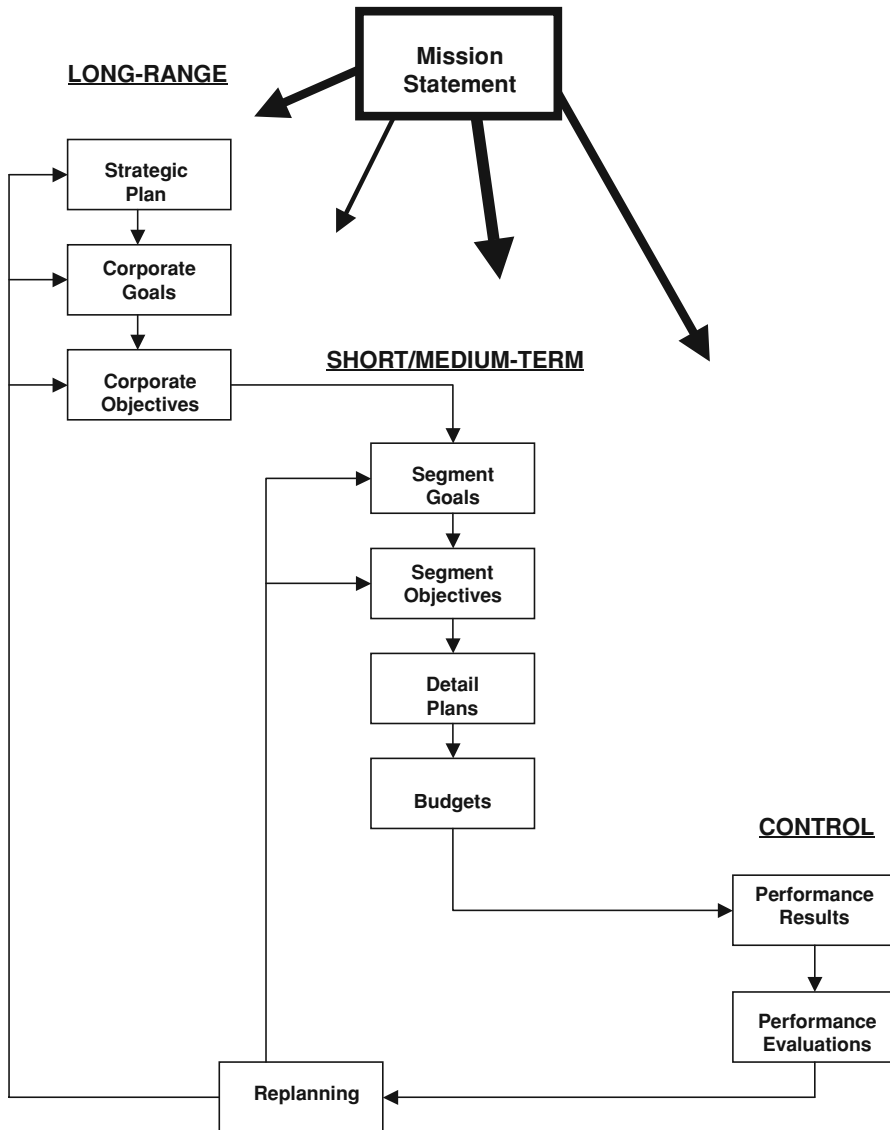 Mission
Statement
LONG-RANGE
Strategic
Plan
Corporate
Goals
Corporate
Objectives
SHORT/MEDIUM-TERM
Segment
Goals
Segment
Objectives
Detail
Plans
Budgets
CONTROL
Performance
Results
Performance
Evaluations
Replanning